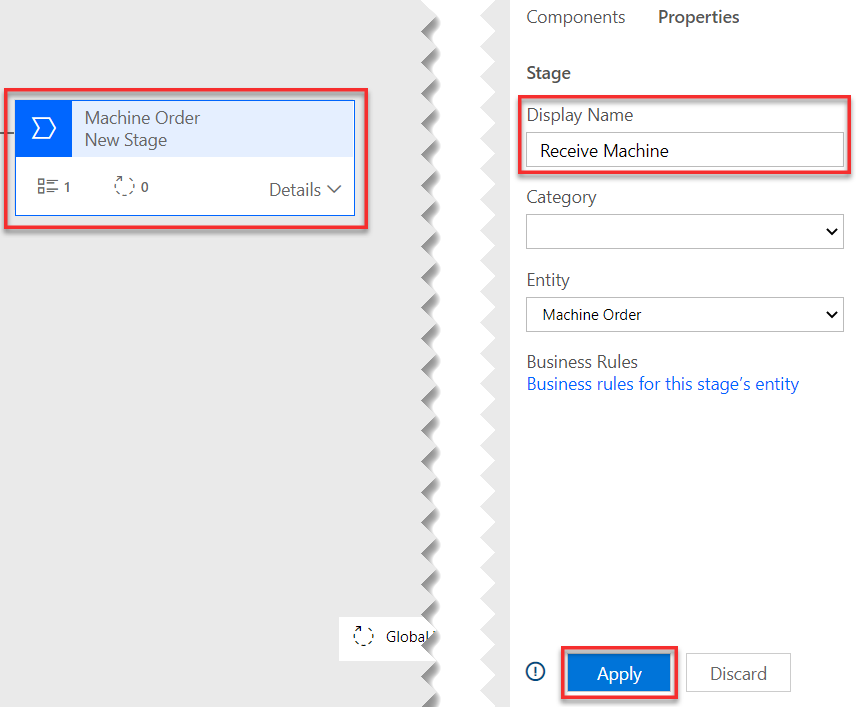 Components Properties
Stage
Display Name
Receive Machine
Category
Entity
Machine Order
Business Rules
Business rules for this stage's entity
Apply Discard
Machine Order
New Stage
1 0 Details
Global